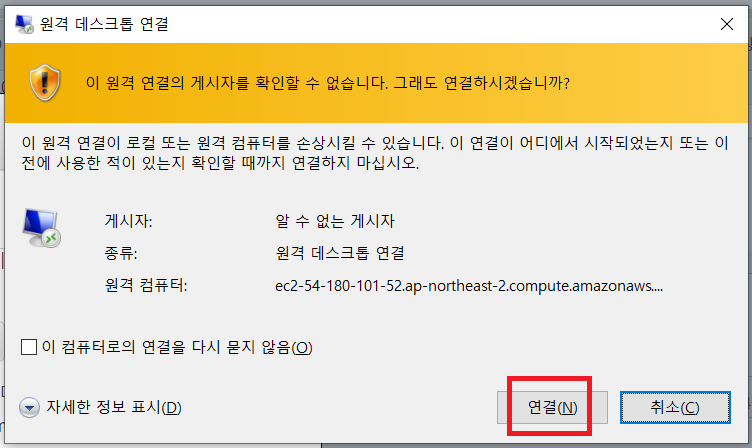 원격 데스크톱 연결
이 원격 연결의 게시자를 확인할 수 없습니다. 그래도 연결하시겠습니까?
이 원격 연결이 로컬 또는 원격 컴퓨터를 손상시킬 수 있습니다. 이 연결이 어디에서 시작되었는지 또는 이
전에 사용한 적이 있는지 확인할 때까지 연결하지 마십시오.
게시자: 알 수 없는 게시자
종류: 원격 데스크톱 연결
원격 컴퓨터: ec2-54-180-101-52.ap-northeast-2.compute.amazonaws....
이 컴퓨터로의 연결을 다시 묻지 않음(O)
자세한 정보 표시(D)
연결(N)
취소(C)